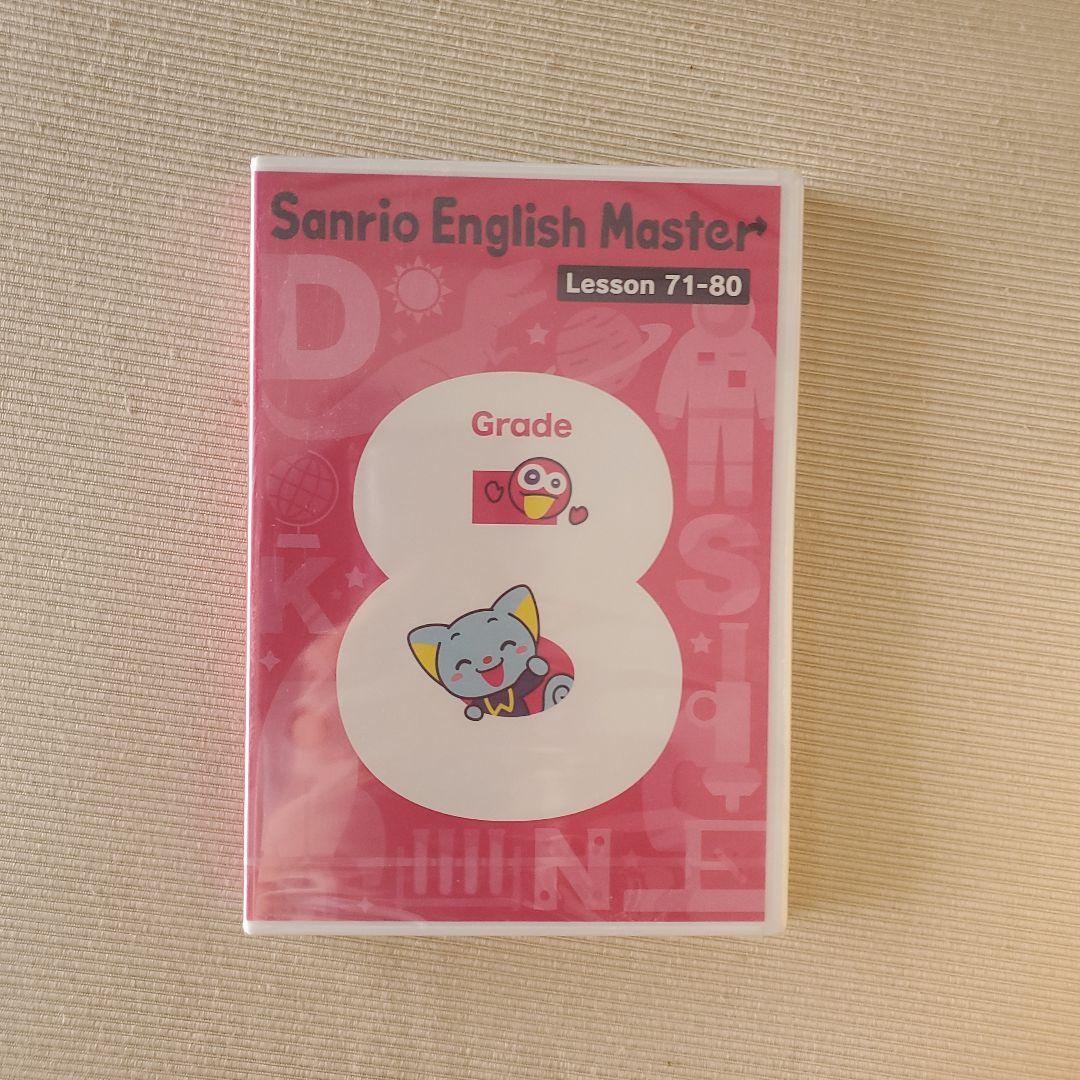 Sanrio English Master
Lesson 71-80
D
Grade
8
K
S
W
N
E